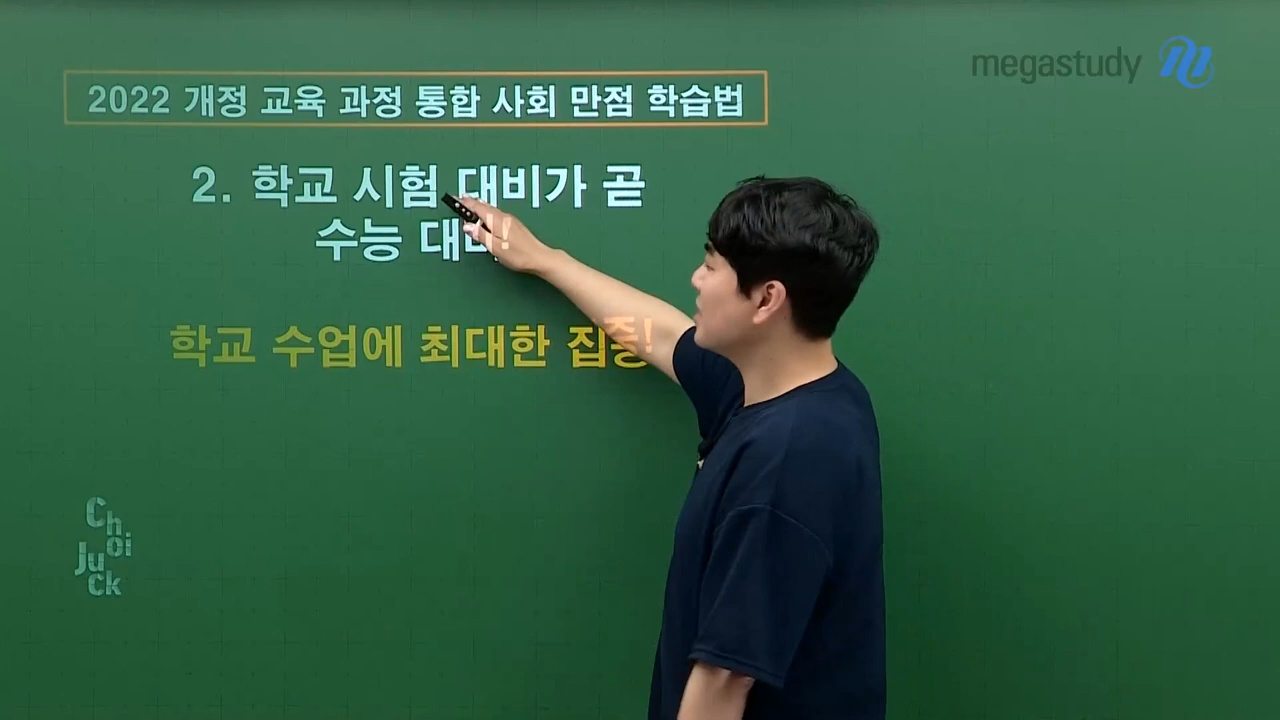 megastudy
2022 개정 교육 과정 통합 사회 만점 학습법
2. 학교 시험 대비가 곧
수능 대비!
학교 수업에 최대한 집중!
Ch
oi
Ju
ck